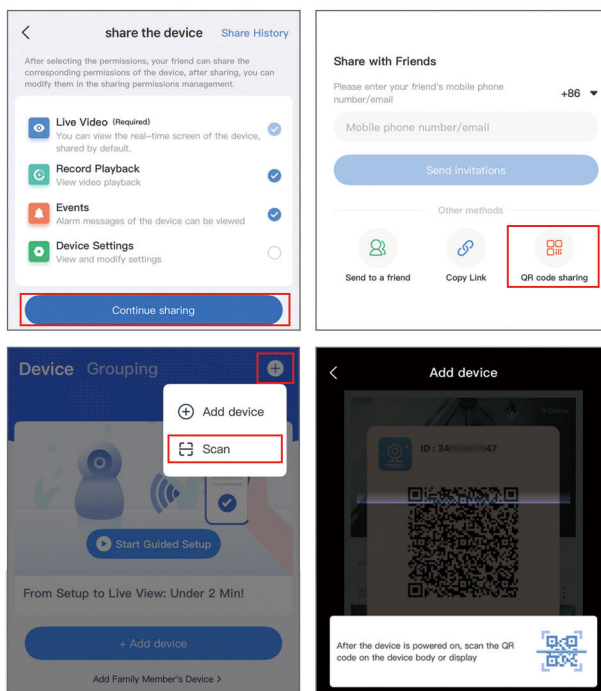 share the device
Share History
After selecting the permissions, your friend can share the
corresponding permissions of the device, after sharing, you can
modify them in the sharing permissions management.
Live Video (Required)
You can view the real-time screen of the device,
shared by default.
Record Playback
View video playback
Events
Alarm messages of the device can be viewed
Device Settings
View and modify settings
Continue sharing
Share with Friends
Please enter your friend's mobile phone
number/email
+86
Mobile phone number/email
Send invitations
Other methods
Send to a friend
Copy Link
QR code sharing
Device Grouping
Add device
Scan
Start Guided Setup
From Setup to Live View: Under 2 Min!
+ Add device
Add Family Member's Device >
Add device
Online
ID : 34
47
After the device is powered on, scan the QR
code on the device body or display